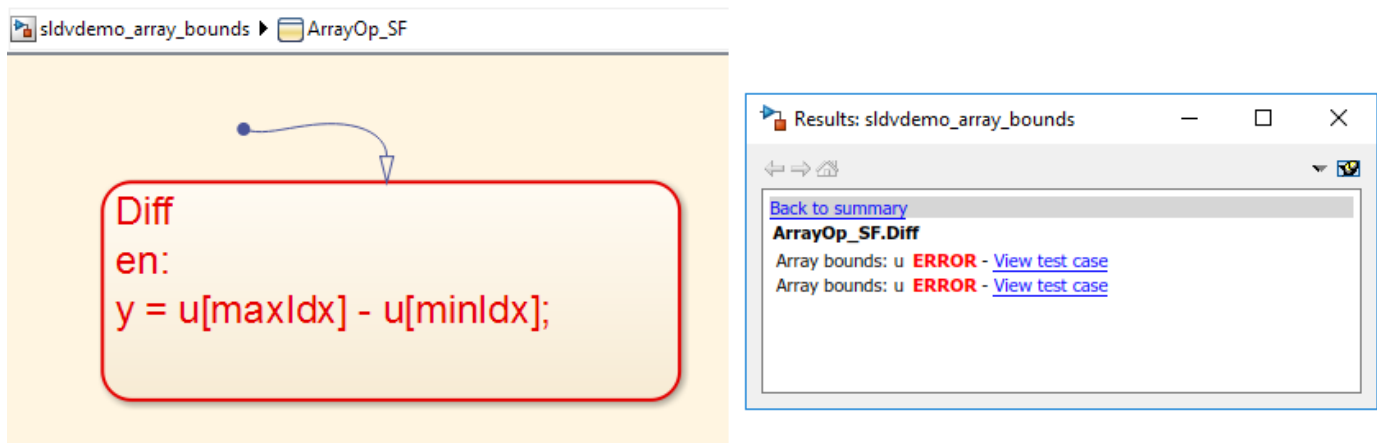 sldvdemo_array_bounds ▶ ArrayOp_SF
Diff
en:
y = u[maxIdx] - u[minIdx];
Results: sldvdemo_array_bounds
Back to summary
ArrayOp_SF.Diff
Array bounds: u ERROR - View test case
Array bounds: u ERROR - View test case